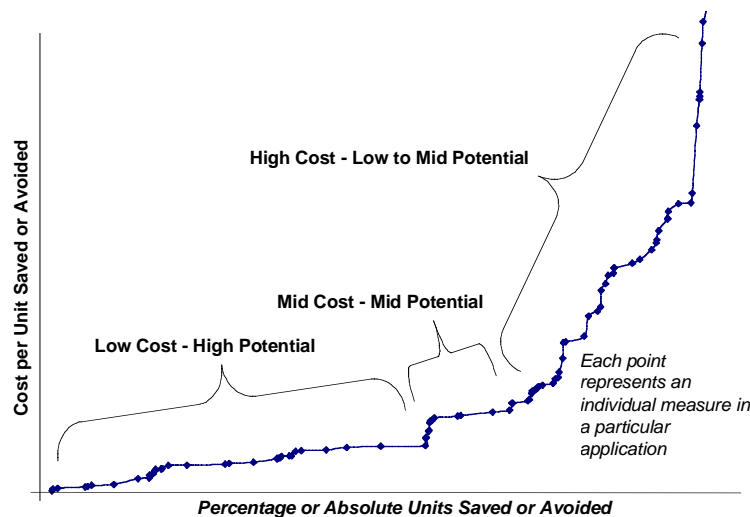 High Cost - Low to Mid Potential
Mid Cost - Mid Potential
Low Cost - High Potential
Cost per Unit Saved or Avoided
Each point
represents an
individual measure in
a particular
application
Percentage or Absolute Units Saved or Avoided